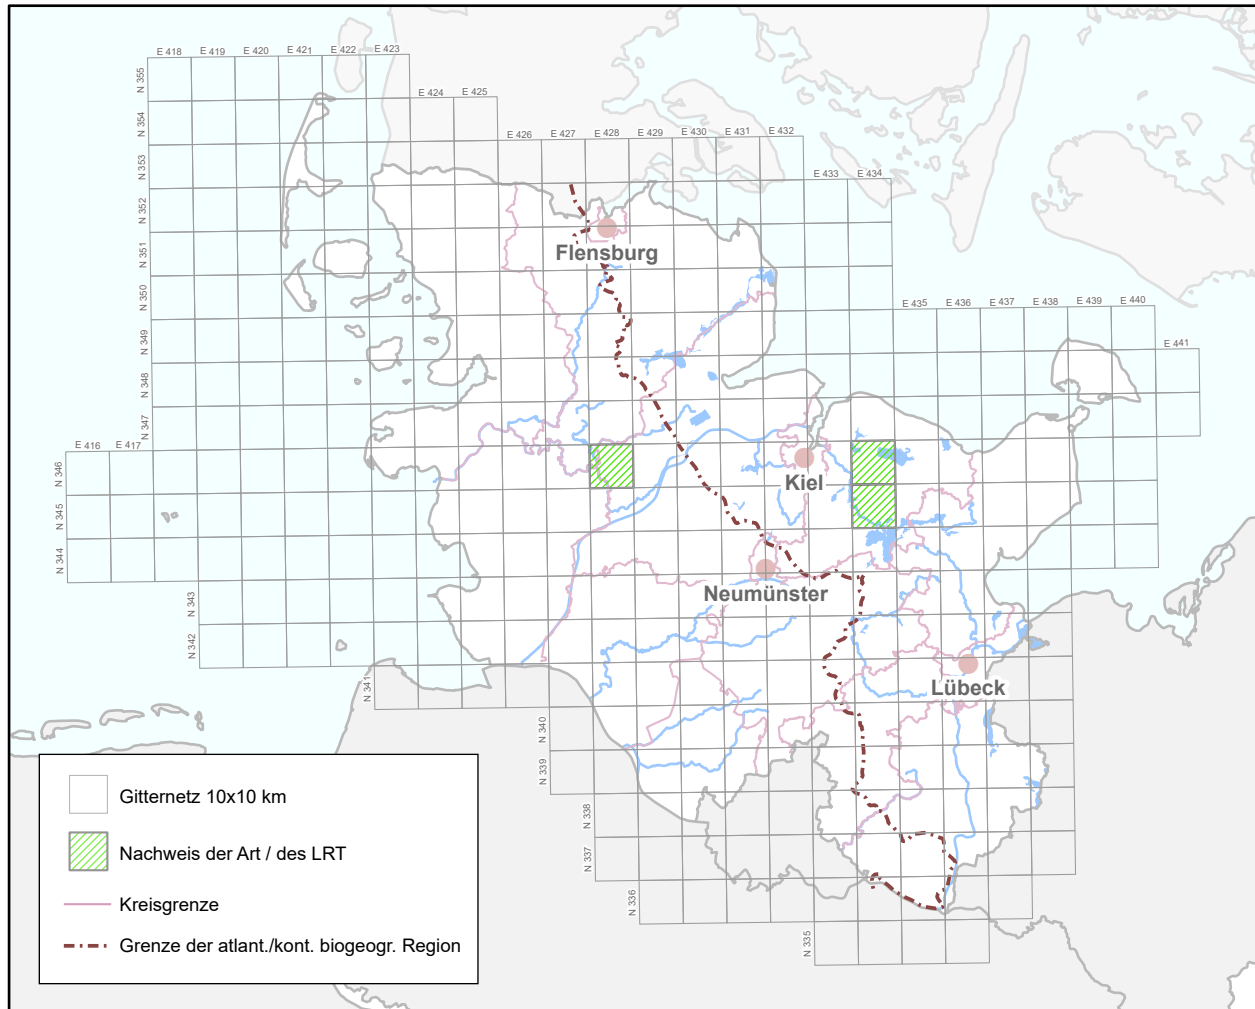 E 418 E 419 E 420 E 421 E 422 E 423
E 424 E 425
E 426 E 427 E 428 E 429 E 430 E 431 E 432
E 433 E 434
E 435 E 436 E 437 E 438 E 439 E 440
E 441
E 416 E 417
N 355
N 354
N 353
N 352
N 351
N 350
N 349
N 348
N 347
N 346
N 345
N 344
N 343
N 342
N 341
N 340
N 339
N 338
N 337
N 336
N 335
Flensburg
Kiel
Neumünster
Lübeck
Gitternetz 10x10 km
Nachweis der Art / des LRT
Kreisgrenze
Grenze der atlant./kont. biogeogr. Region